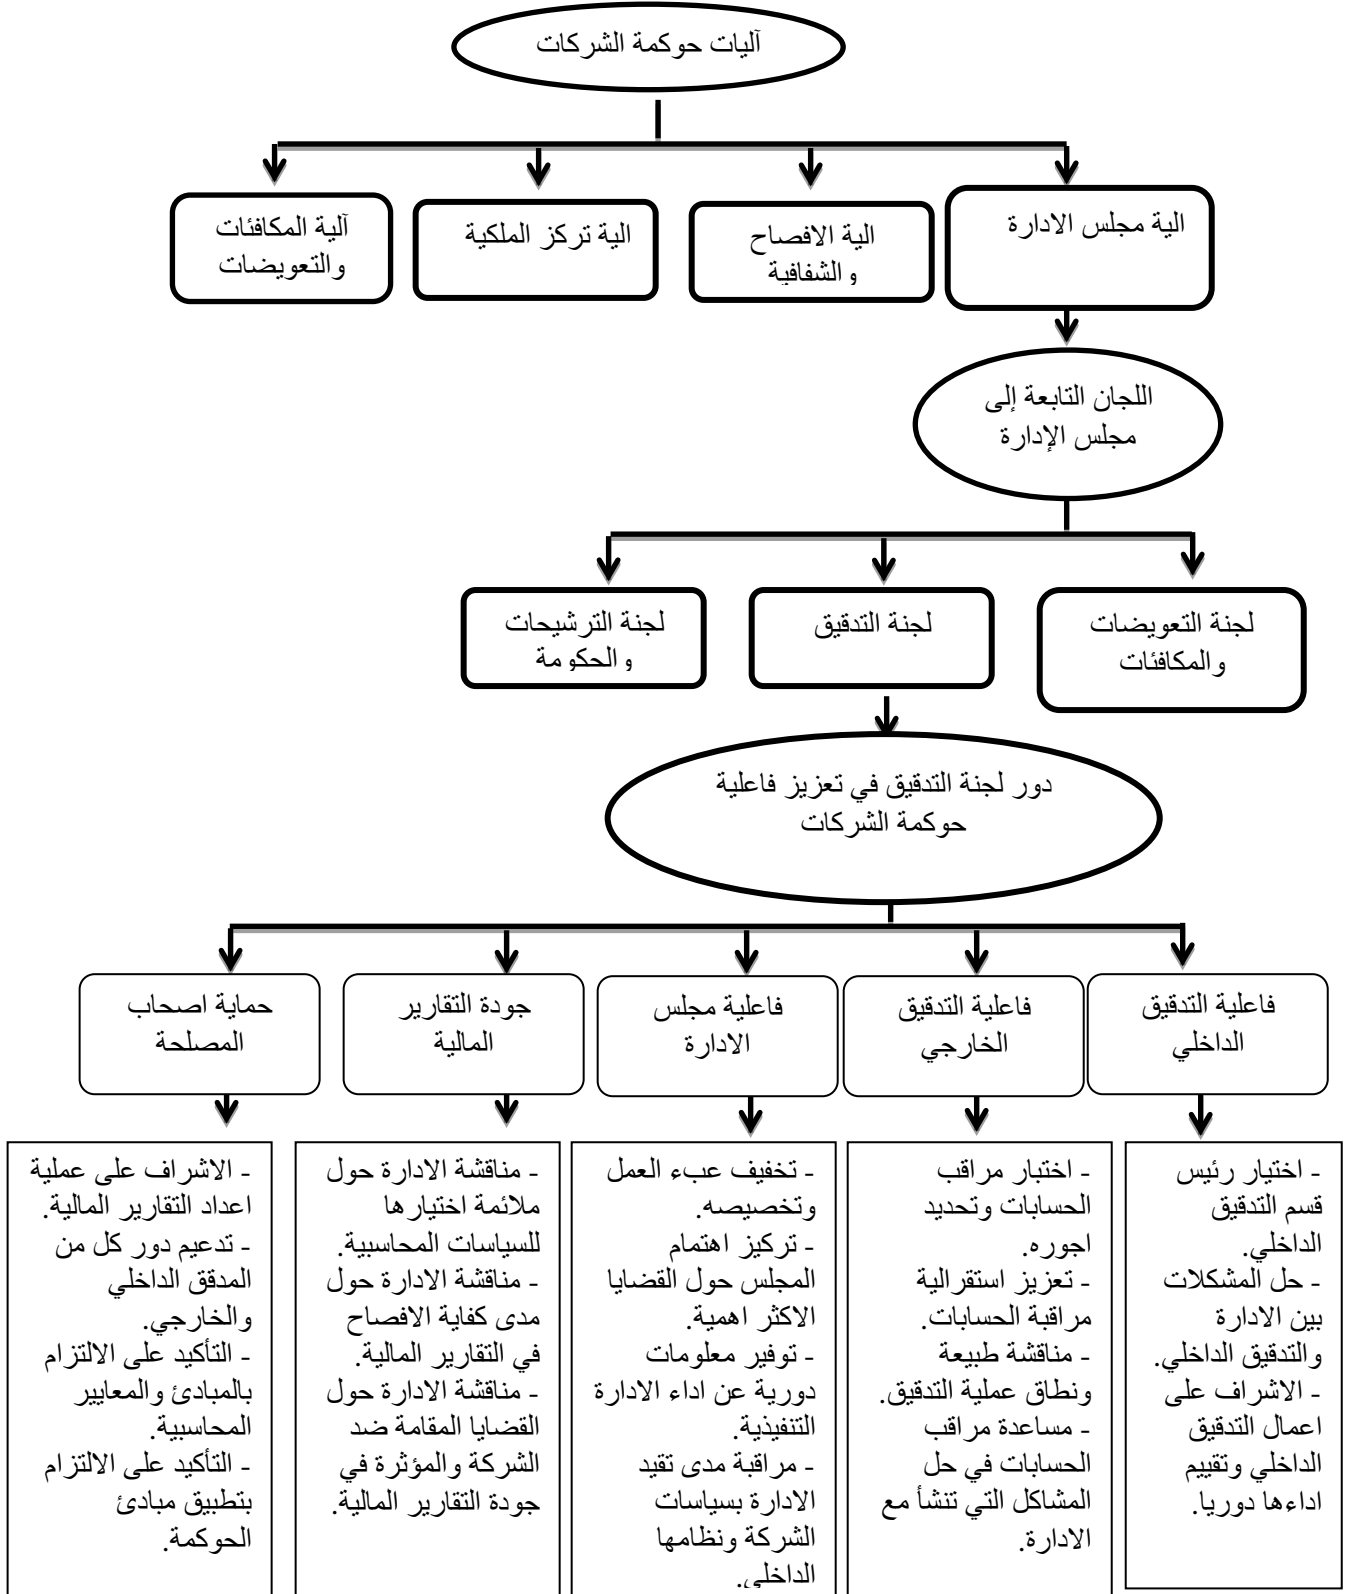 آليات حوكمة الشركات
الية مجلس الادارة
الية الافصاح
والشفافية
الية تركز الملكية
آلية المكافئات
والتعويضات
اللجان التابعة إلى
مجلس الإدارة
لجنة التعويضات
والمكافئات
لجنة التدقيق
لجنة الترشيحات
والحكومة
دور لجنة التدقيق في تعزيز فاعلية
حوكمة الشركات
فاعلية التدقيق
الداخلي
فاعلية التدقيق
الخارجي
فاعلية مجلس
الادارة
جودة التقارير
المالية
حماية اصحاب
المصلحة
- اختيار رئيس
قسم التدقيق
الداخلي.
- حل المشكلات
بين الادارة
والتدقيق الداخلي.
- الاشراف على
اعمال التدقيق
الداخلي وتقييم
اداءها دوريا.
- اختبار مراقب
الحسابات وتحديد
اجوره.
- تعزيز استقرالية
مراقبة الحسابات.
- مناقشة طبيعة
ونطاق عملية التدقيق.
- مساعدة مراقب
الحسابات في حل
المشاكل التي تنشأ مع
الادارة.
- تخفيف عبء العمل
وتخصيصه.
- تركيز اهتمام
المجلس حول القضايا
الاكثر اهمية.
- توفير معلومات
دورية عن اداء الادارة
التنفيذية.
- مراقبة مدى تقيد
الادارة بسياسات
الشركة ونظامها
الداخلي.
- مناقشة الادارة حول
ملائمة اختيارها
للسياسات المحاسبية.
- مناقشة الادارة حول
مدى كفاية الافصاح
في التقارير المالية.
- مناقشة الادارة حول
القضايا المقامة ضد
الشركة والمؤثرة في
جودة التقارير المالية.
- الاشراف على عملية
اعداد التقارير المالية.
- تدعيم دور كل من
المدقق الداخلي
والخارجي.
- التأكيد على الالتزام
بالمبادئ والمعايير
المحاسبية.
- التأكيد على الالتزام
بتطبيق مبادئ
الحوكمة.